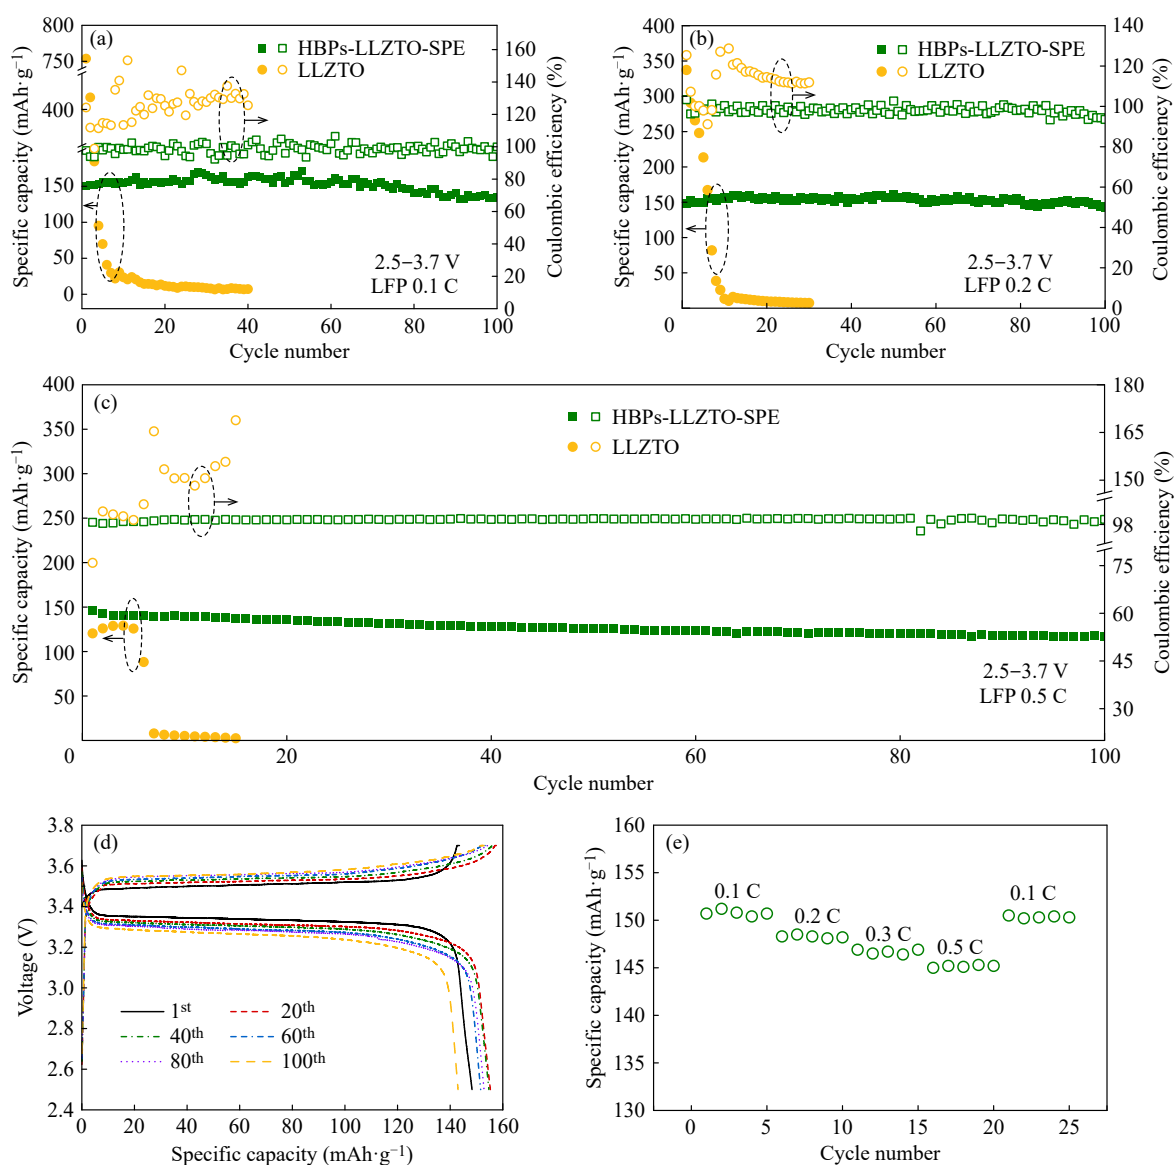 (a)
HBPs-LLZTO-SPE
LLZTO
800
750
400
150
100
50
0
Specific capacity (mAh·g⁻¹)
160
140
120
100
80
60
40
20
0
Coulombic efficiency (%)
2.5−3.7 V
LFP 0.1 C
0 20 40 60 80 100
Cycle number
(b)
HBPs-LLZTO-SPE
LLZTO
400
350
300
250
200
150
100
50
Specific capacity (mAh·g⁻¹)
140
120
100
80
60
40
20
0
Coulombic efficiency (%)
2.5−3.7 V
LFP 0.2 C
0 20 40 60 80 100
Cycle number
(c)
HBPs-LLZTO-SPE
LLZTO
400
350
300
250
200
150
100
50
Specific capacity (mAh·g⁻¹)
180
165
150
98
75
60
45
30
Coulombic efficiency (%)
2.5−3.7 V
LFP 0.5 C
0 20 40 60 80 100
Cycle number
(d)
3.8
3.6
3.4
3.2
3.0
2.8
2.6
2.4
Voltage (V)
1st 20th
40th 60th
80th 100th
0 20 40 60 80 100 120 140 160
Specific capacity (mAh·g⁻¹)
(e)
160
155
150
145
140
135
130
Specific capacity (mAh·g⁻¹)
0.1 C
0.2 C
0.3 C
0.5 C
0.1 C
0 5 10 15 20 25
Cycle number